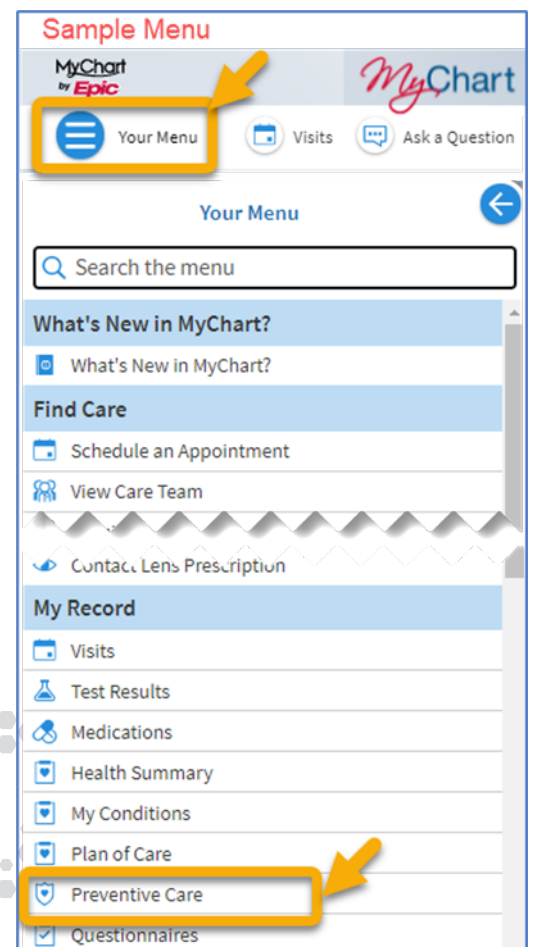 Sample Menu
MyChart
by Epic
MyChart
Your Menu
Visits
Ask a Question
Your Menu
Search the menu
What's New in MyChart?
What's New in MyChart?
Find Care
Schedule an Appointment
View Care Team
Contact Lens Prescription
My Record
Visits
Test Results
Medications
Health Summary
My Conditions
Plan of Care
Preventive Care
Questionnaires